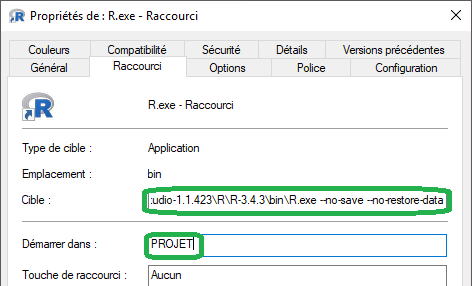 Propriétés de : R.exe - Raccourci
Couleurs Compatibilité Sécurité Détails Versions précédentes
Général Raccourci Options Police Configuration
R.exe - Raccourci
Type de cible : Application
Emplacement : bin
Cible : :udio-1.1.423\R\R-3.4.3\bin\R.exe --no-save --no-restore-data
Démarrer dans : PROJET
Touche de raccourci : Aucun